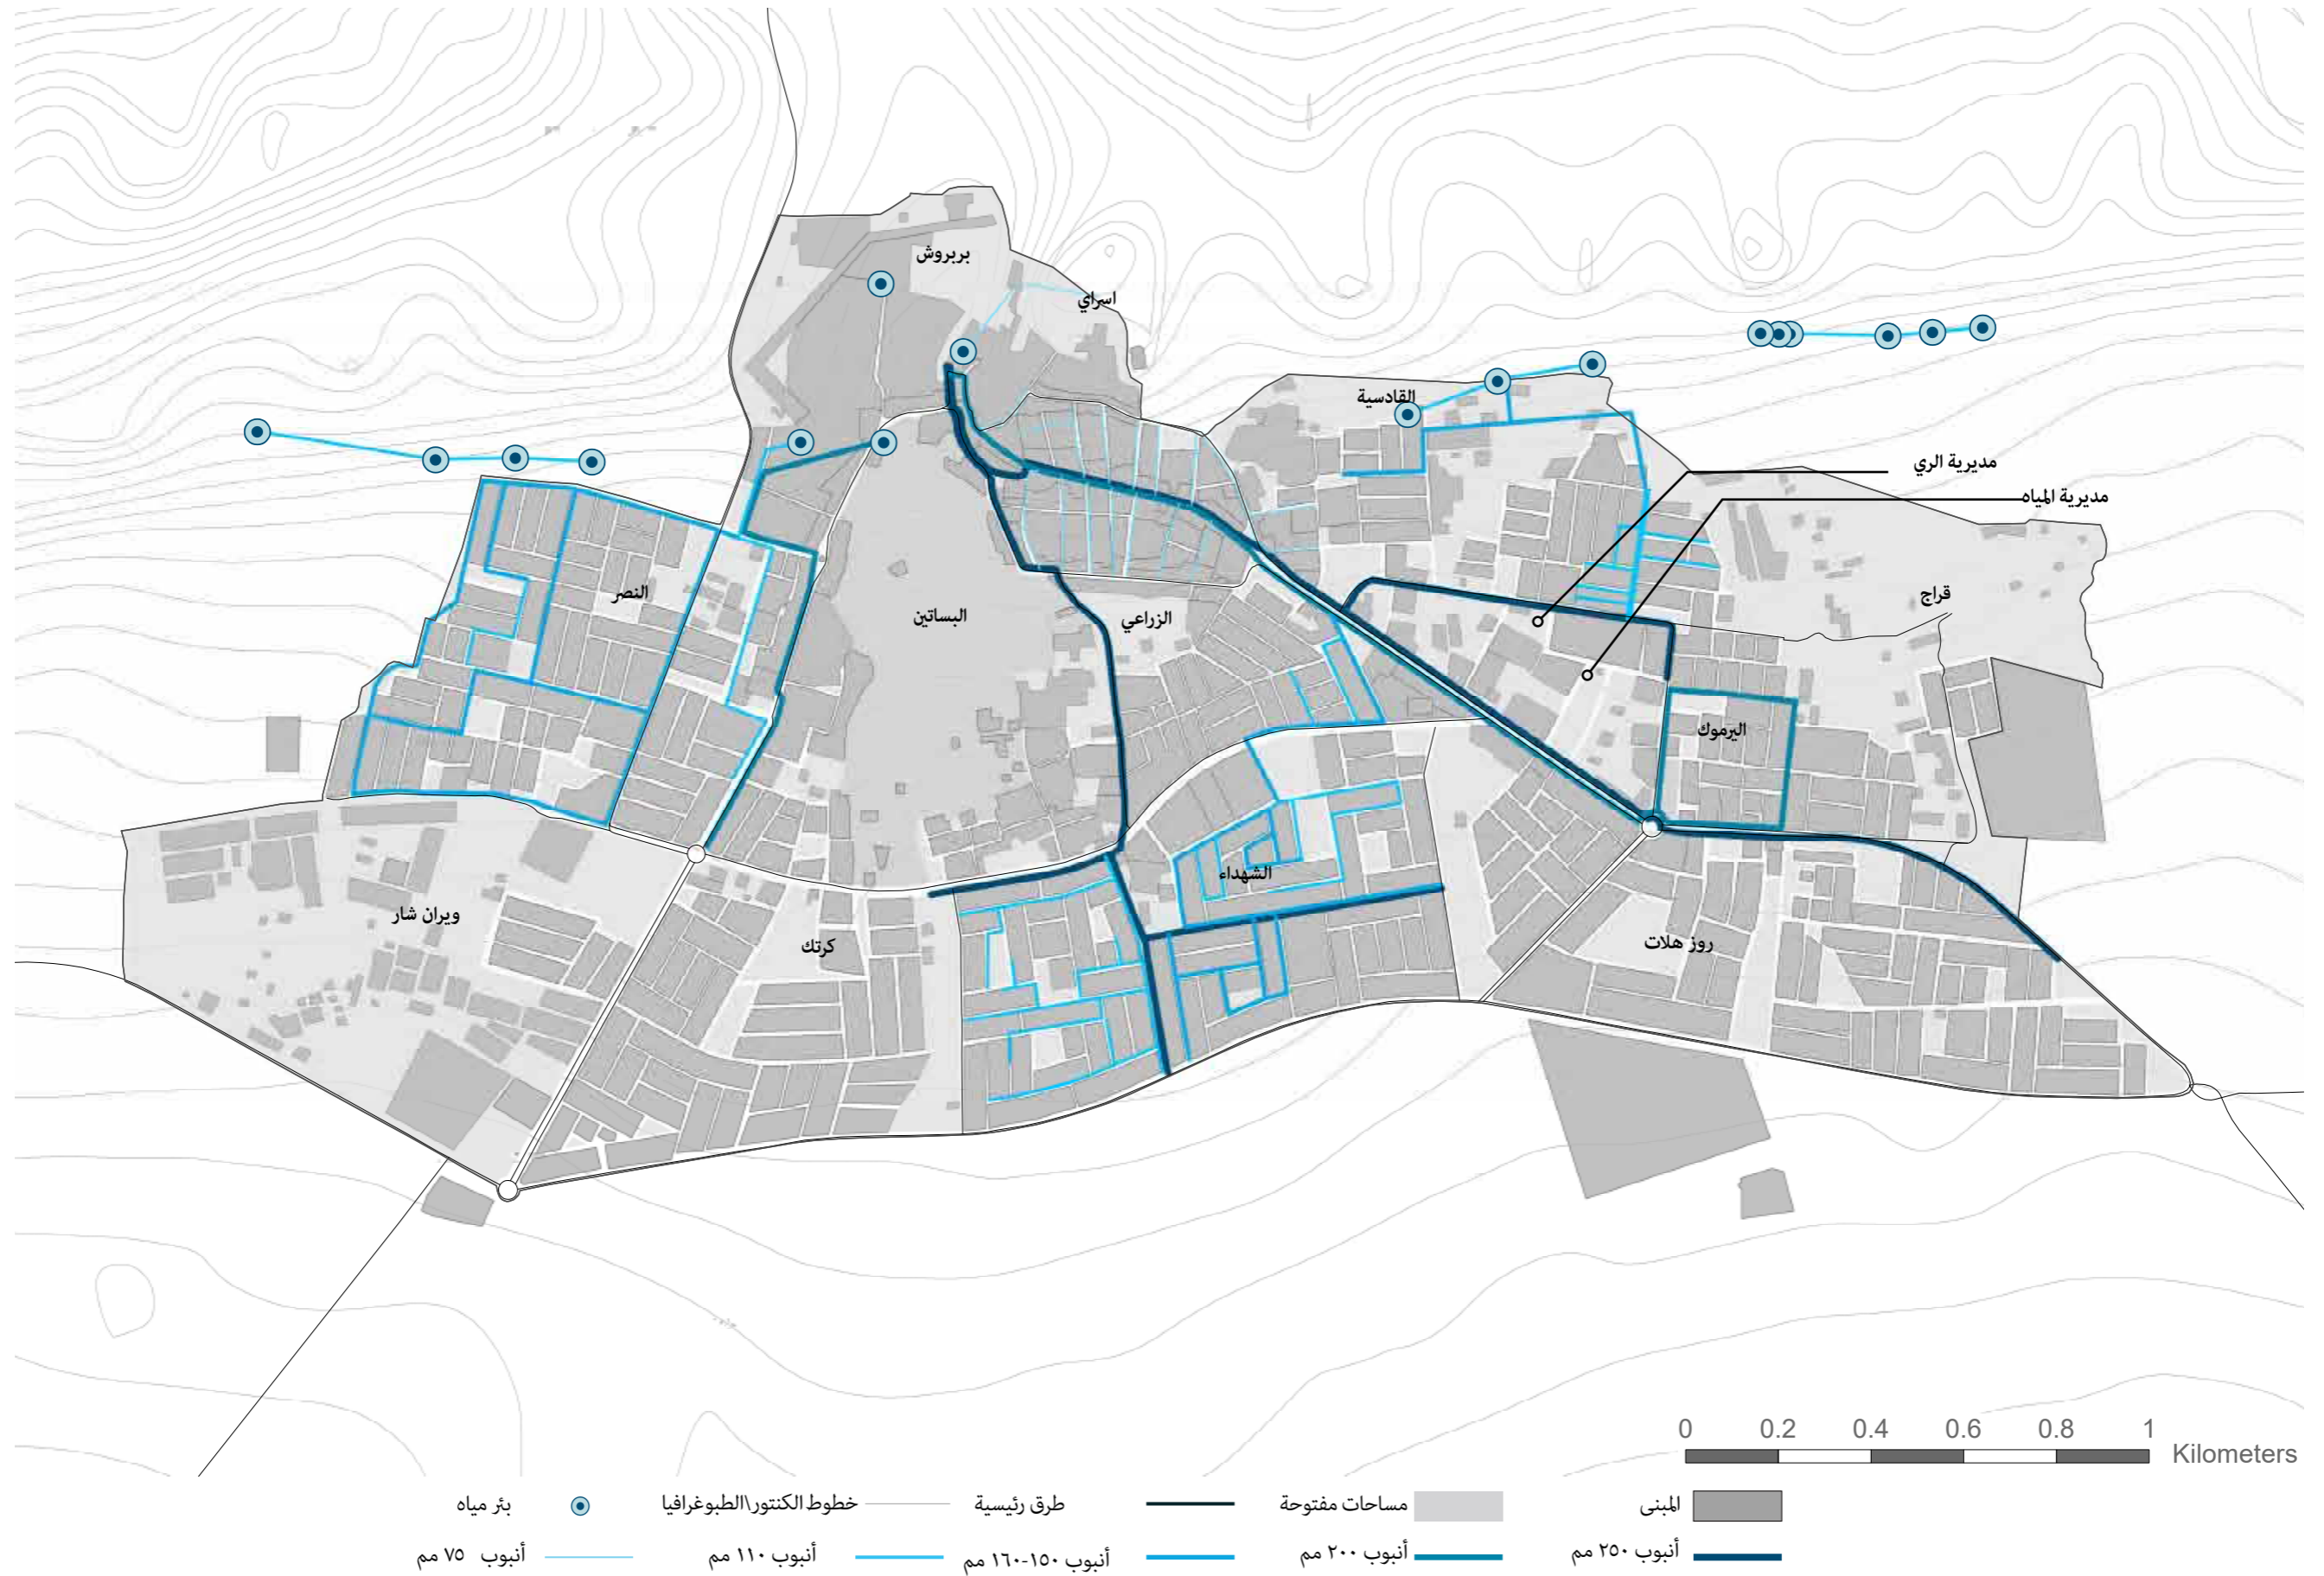 بربروش
اسراي
القادسية
مديرية الري
مديرية المياه
النصر
البساتين
الزراعي
قراج
اليرموك
الشهداء
ويران شار
كرتك
روز هلات
0 0.2 0.4 0.6 0.8 1
Kilometers
المبنى
مساحات مفتوحة
طرق رئيسية
خطوط الكنتور\الطبوغرافيا
بئر مياه
أنبوب ٢٥٠ مم
أنبوب ٢٠٠ مم
أنبوب ١٥٠-١٦٠ مم
أنبوب ١١٠ مم
أنبوب ٧٥ مم